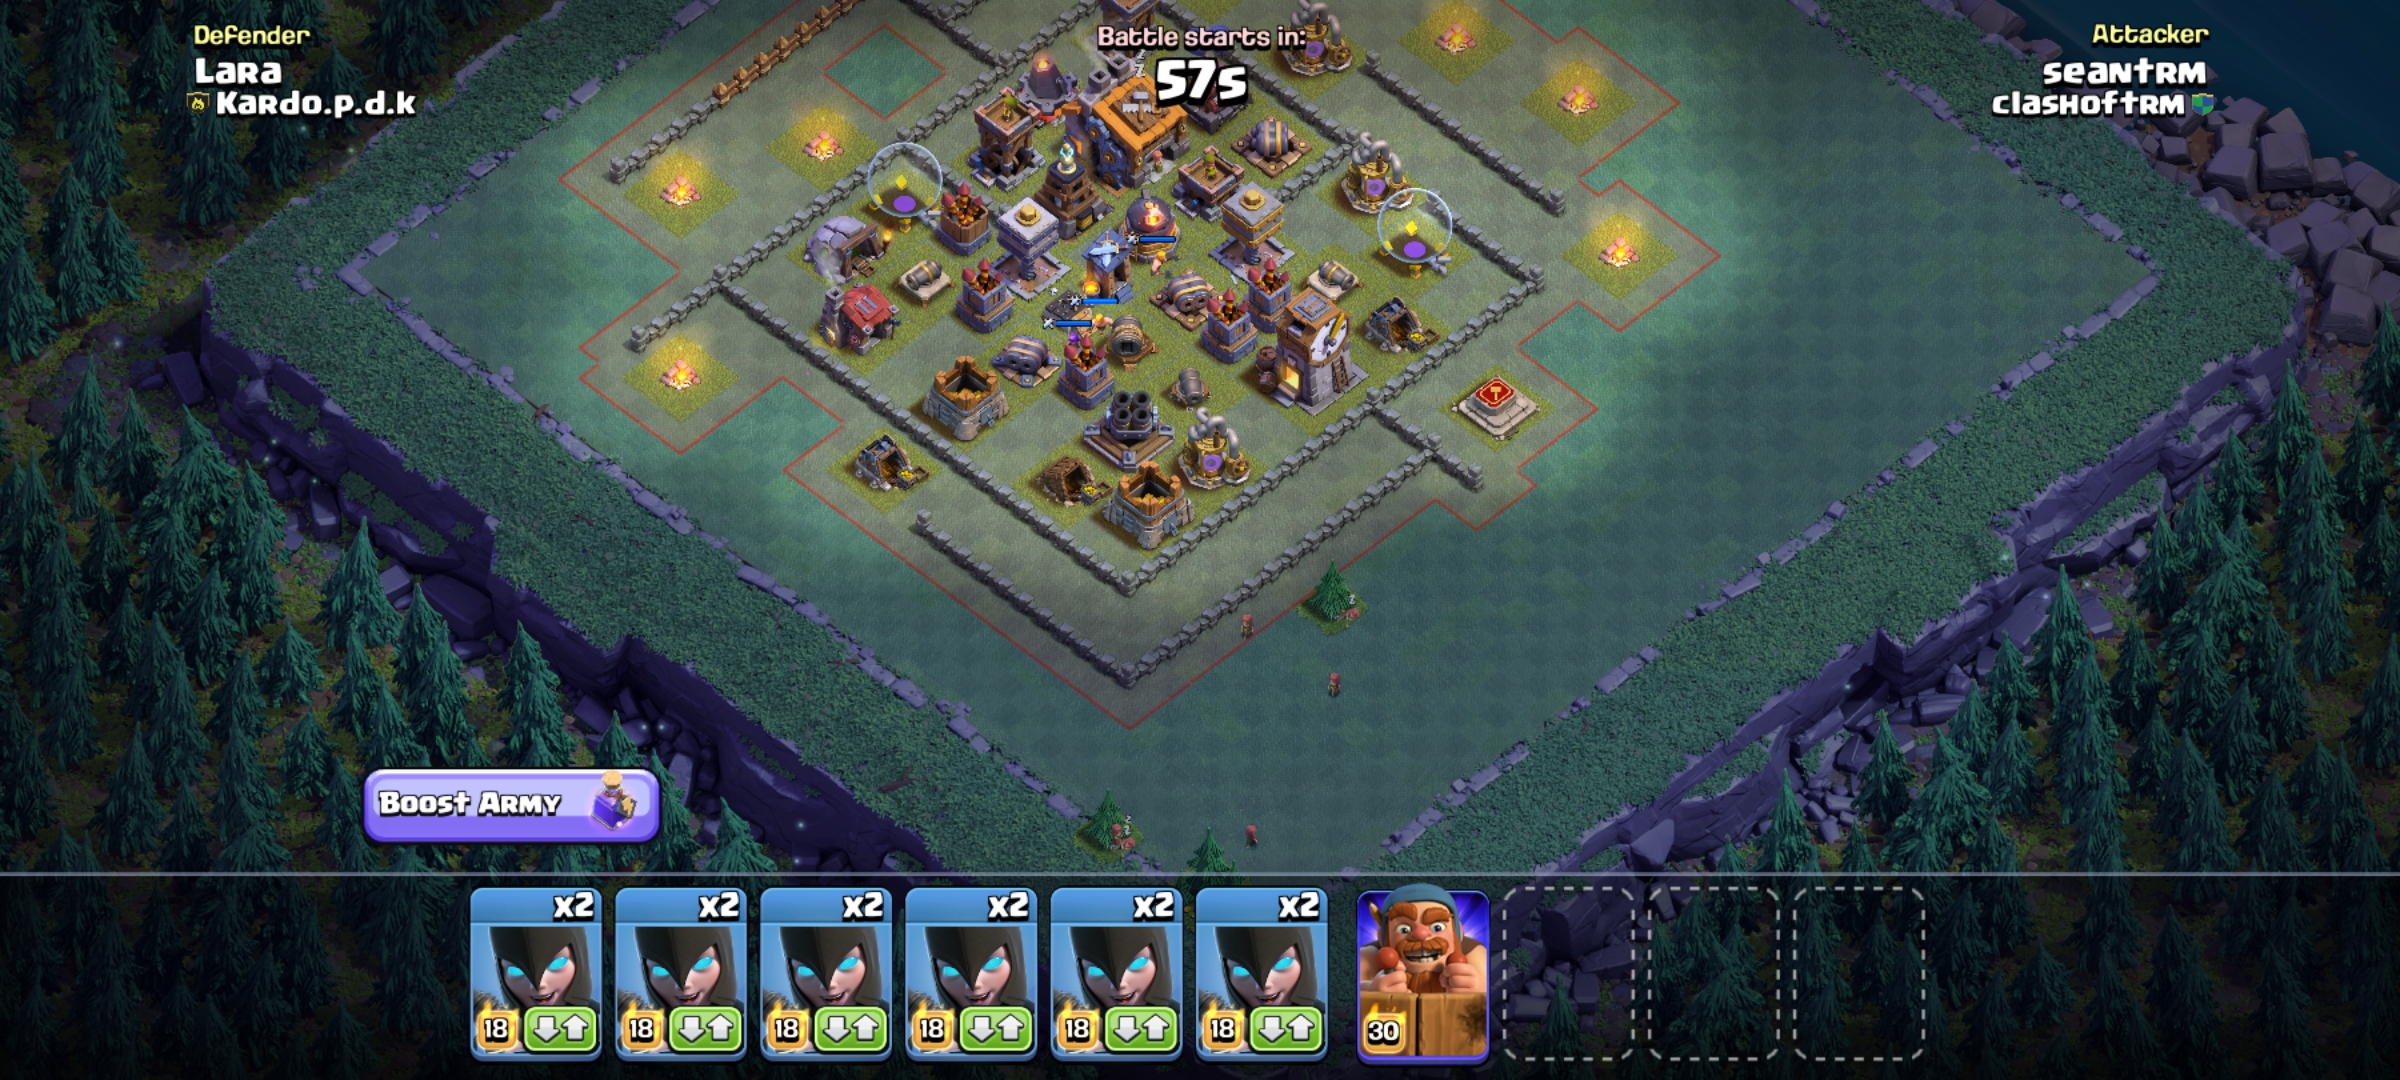 Defender
Lara
Kardo.p.d.k
Battle starts in:
57s
Attacker
seantRM
clashoftRM
Boost Army
x2
x2
x2
x2
x2
x2
18
18
18
18
18
18
30